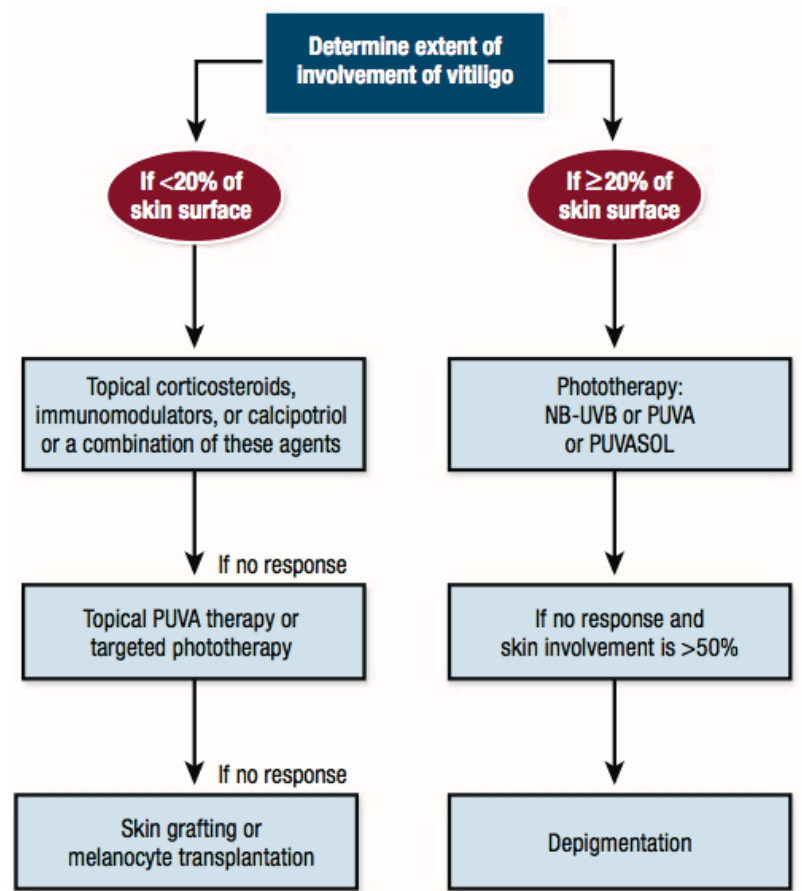 Determine extent of
involvement of vitiligo
If <20% of
skin surface
If ≥20% of
skin surface
Topical corticosteroids,
immunomodulators, or calcipotriol
or a combination of these agents
Phototherapy:
NB-UVB or PUVA
or PUVASOL
If no response
Topical PUVA therapy or
targeted phototherapy
If no response and
skin involvement is >50%
If no response
Skin grafting or
melanocyte transplantation
Depigmentation